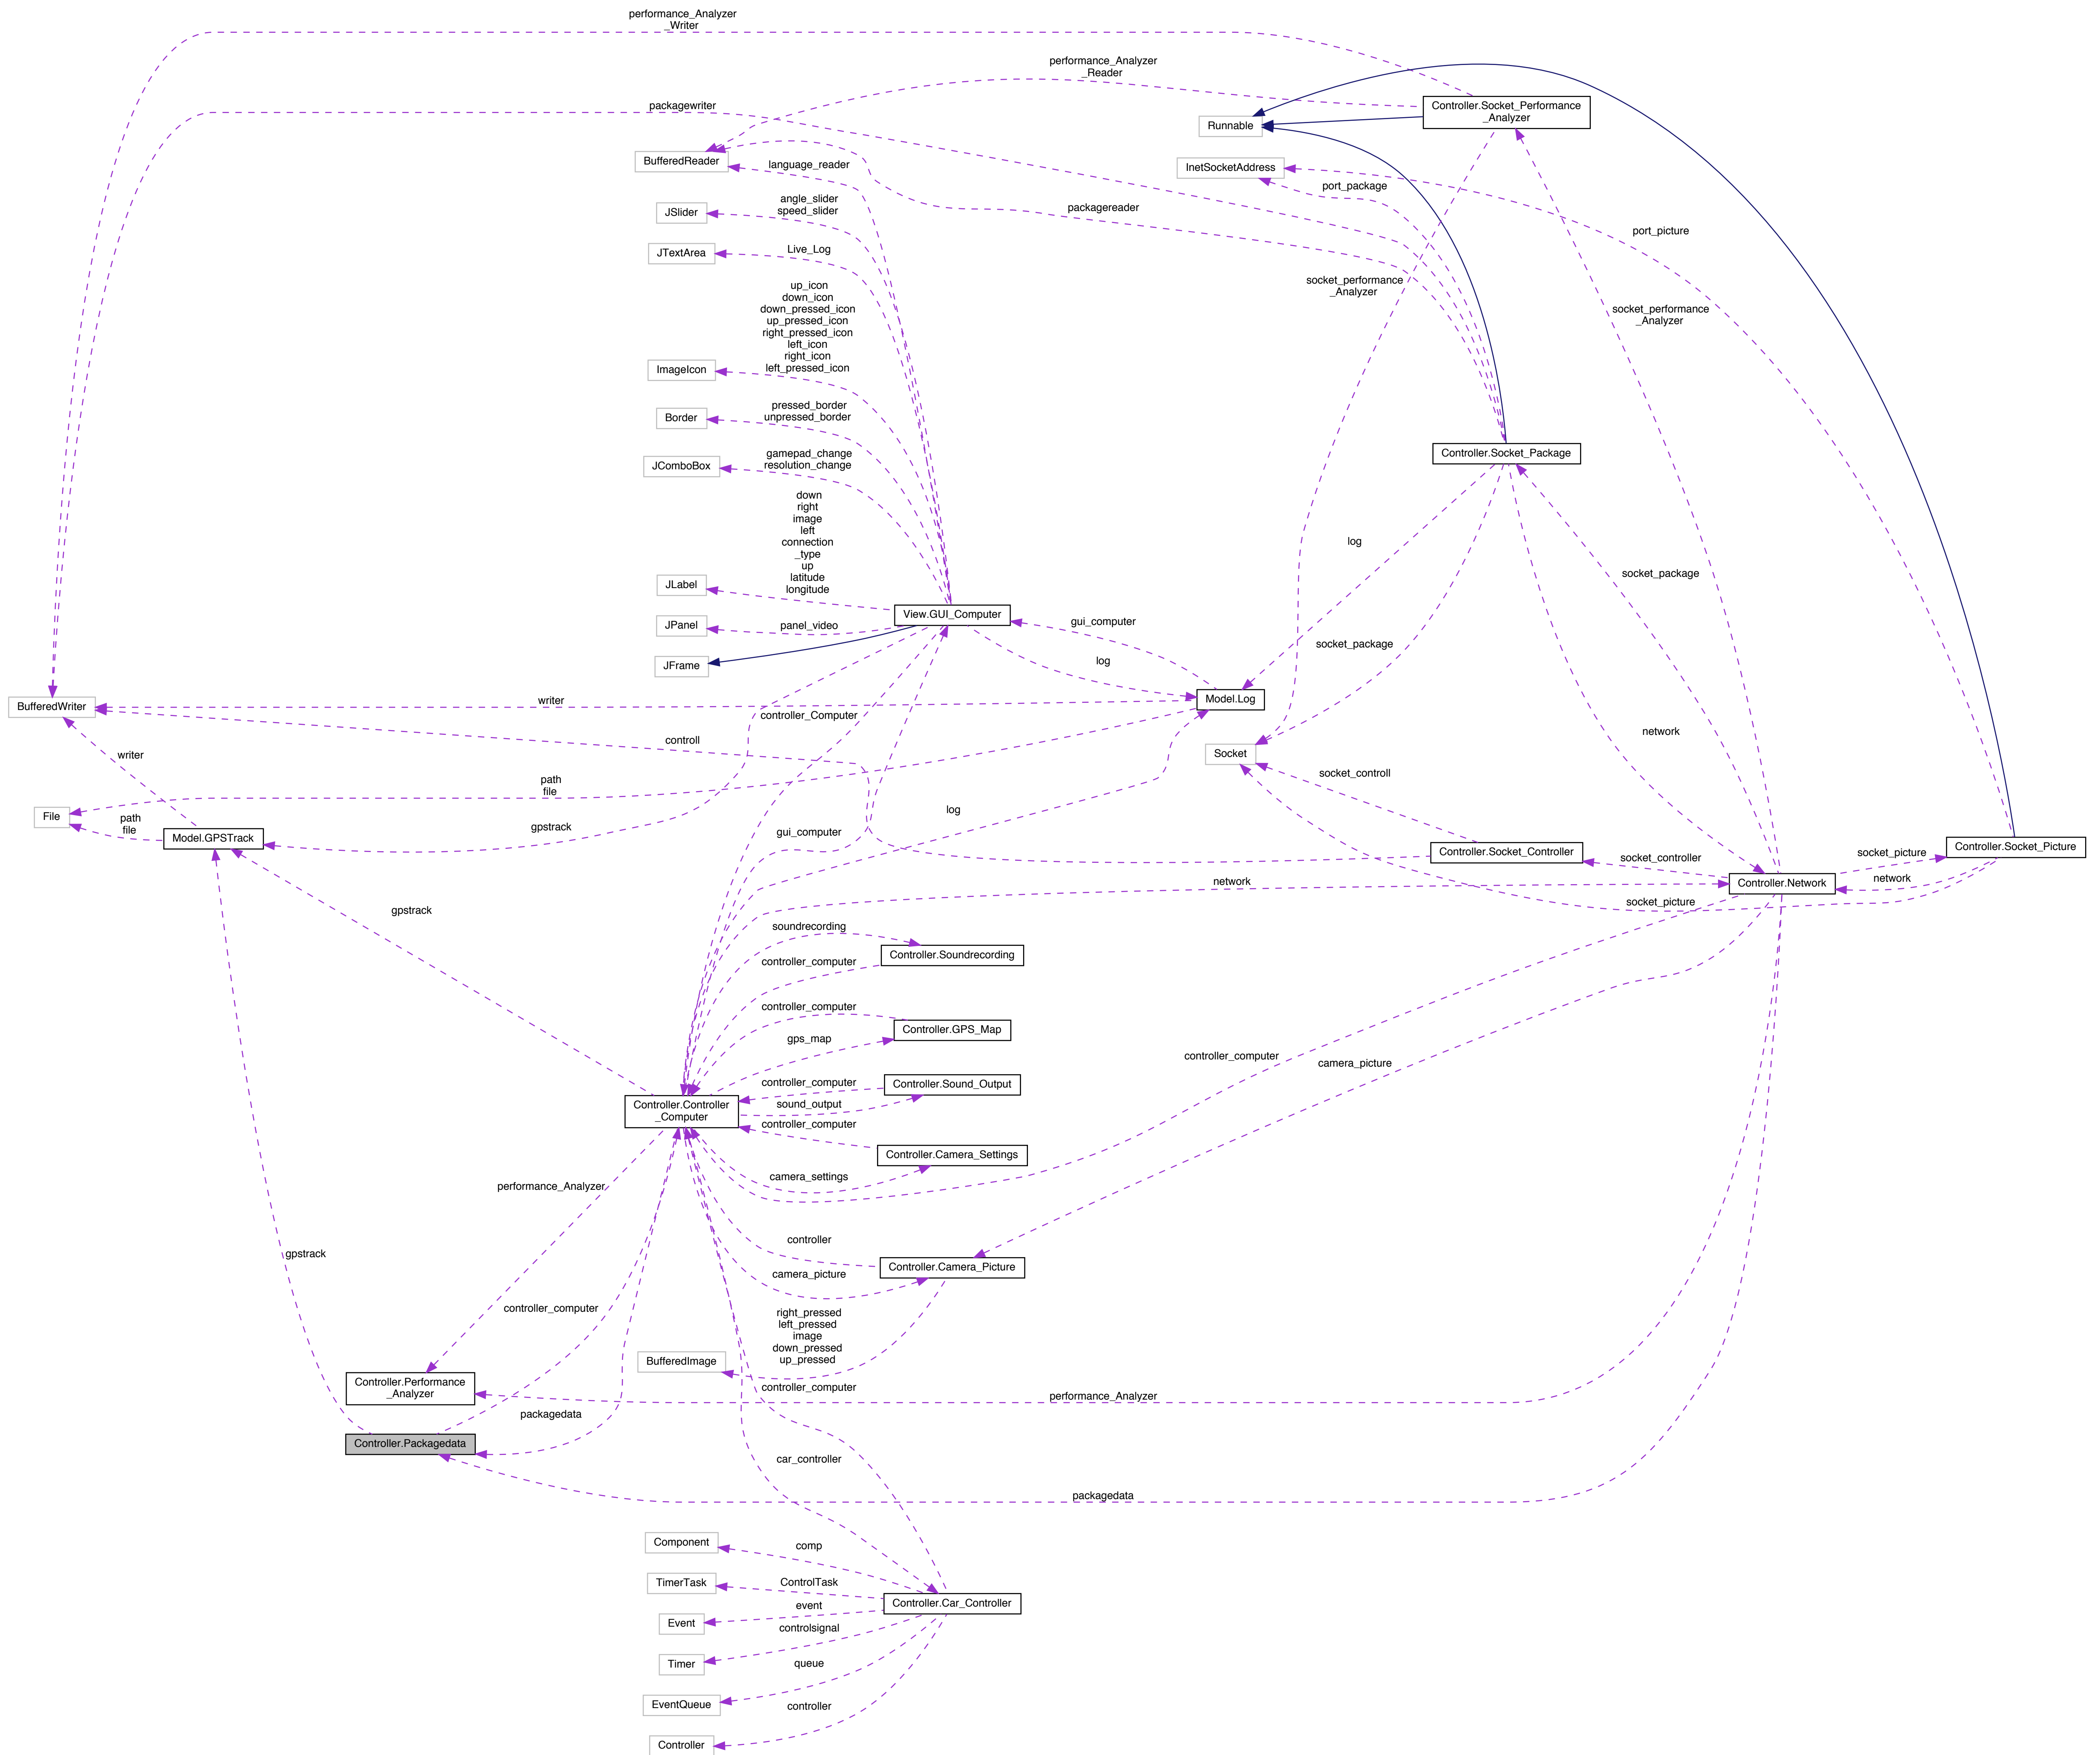 performance_Analyzer
_Writer
performance_Analyzer
_Reader
packagewriter
Controller.Socket_Performance
_Analyzer
Runnable
BufferedReader
language_reader
InetSocketAddress
port_package
angle_slider
speed_slider
JSlider
packagereader
port_picture
Live_Log
JTextArea
socket_performance
_Analyzer
socket_performance
_Analyzer
up_icon
down_icon
down_pressed_icon
up_pressed_icon
right_pressed_icon
left_icon
right_icon
left_pressed_icon
ImageIcon
pressed_border
unpressed_border
Border
gamepad_change
resolution_change
JComboBox
Controller.Socket_Package
down
right
image
left
connection
_type
up
latitude
longitude
JLabel
log
socket_package
View.GUI_Computer
gui_computer
JPanel
panel_video
socket_package
JFrame
log
BufferedWriter
writer
Model.Log
controller_Computer
network
controll
writer
Socket
path
file
socket_controll
File
path
file
Model.GPSTrack
gpstrack
gui_computer
log
Controller.Socket_Controller
socket_controller
socket_picture
Controller.Socket_Picture
network
Controller.Network
network
socket_picture
gpstrack
soundrecording
Controller.Soundrecording
controller_computer
controller_computer
Controller.GPS_Map
gps_map
controller_computer
camera_picture
controller_computer
Controller.Sound_Output
Controller.Controller
_Computer
sound_output
controller_computer
Controller.Camera_Settings
camera_settings
performance_Analyzer
controller
Controller.Camera_Picture
camera_picture
gpstrack
controller_computer
right_pressed
left_pressed
image
down_pressed
up_pressed
BufferedImage
Controller.Performance
_Analyzer
controller_computer
performance_Analyzer
packagedata
Controller.Packagedata
car_controller
packagedata
Component
comp
TimerTask
ControlTask
Controller.Car_Controller
event
Event
controlsignal
Timer
queue
EventQueue
controller
Controller